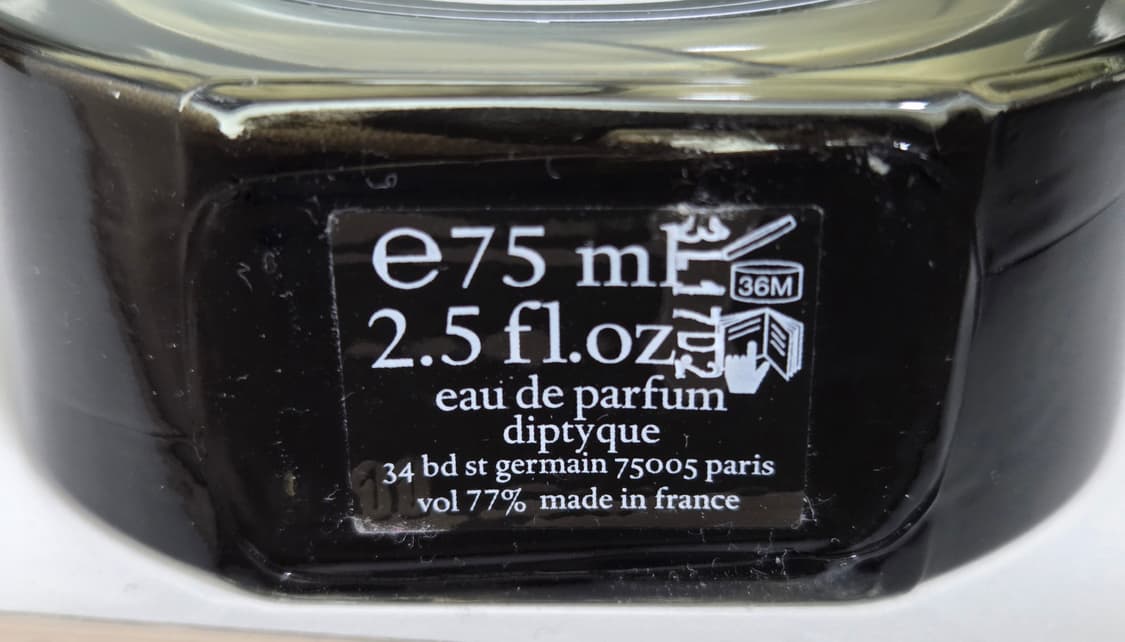 e 75 ml
36M
2.5 fl.oz
eau de parfum
diptyque
34 bd st germain 75005 paris
vol 77% made in france